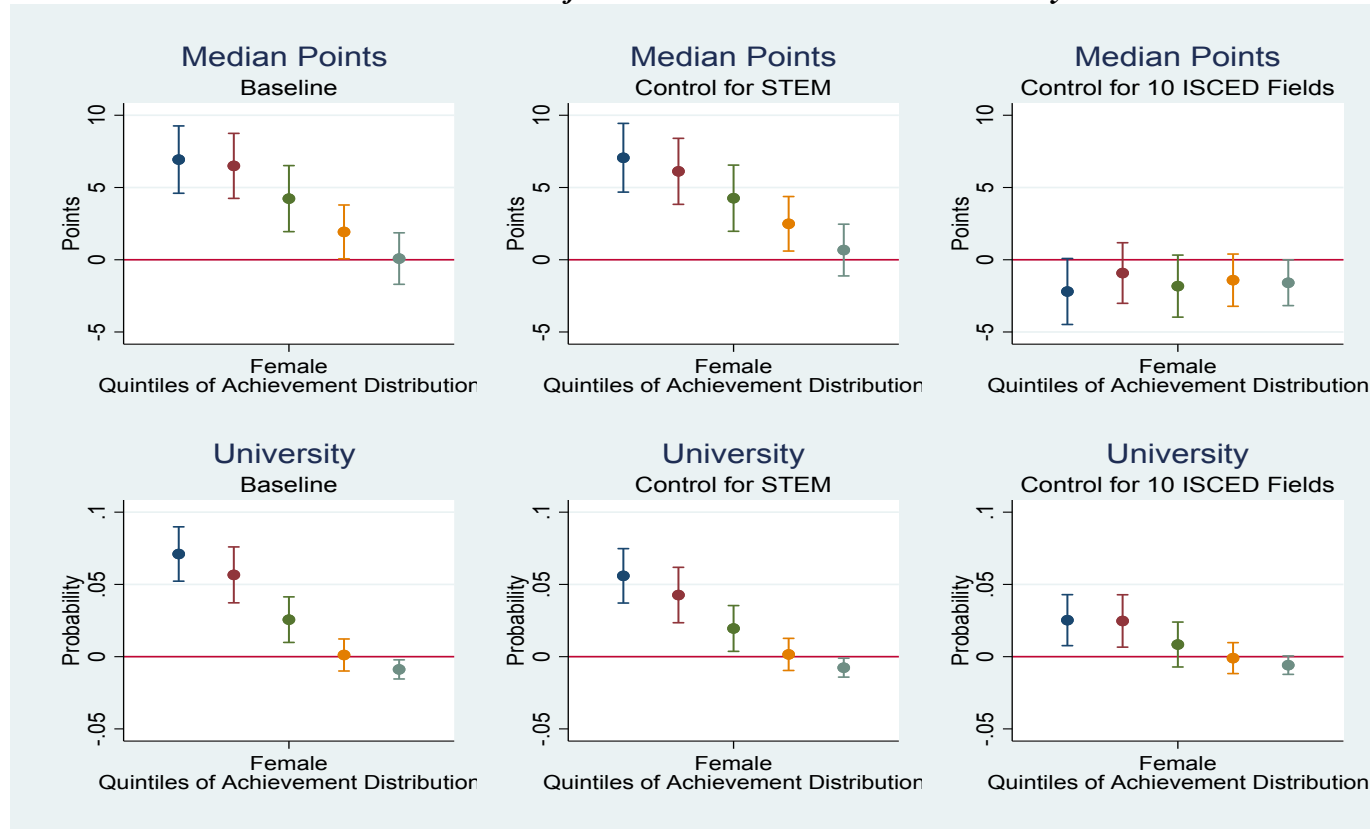 Median Points
Baseline
10
5
0
-5
Points
Female
Quintiles of Achievement Distribution
Median Points
Control for STEM
10
5
0
-5
Points
Female
Quintiles of Achievement Distribution
Median Points
Control for 10 ISCED Fields
10
5
0
-5
Points
Female
Quintiles of Achievement Distribution
University
Baseline
.1
.05
0
-.05
Probability
Female
Quintiles of Achievement Distribution
University
Control for STEM
.1
.05
0
-.05
Probability
Female
Quintiles of Achievement Distribution
University
Control for 10 ISCED Fields
.1
.05
0
-.05
Probability
Female
Quintiles of Achievement Distribution